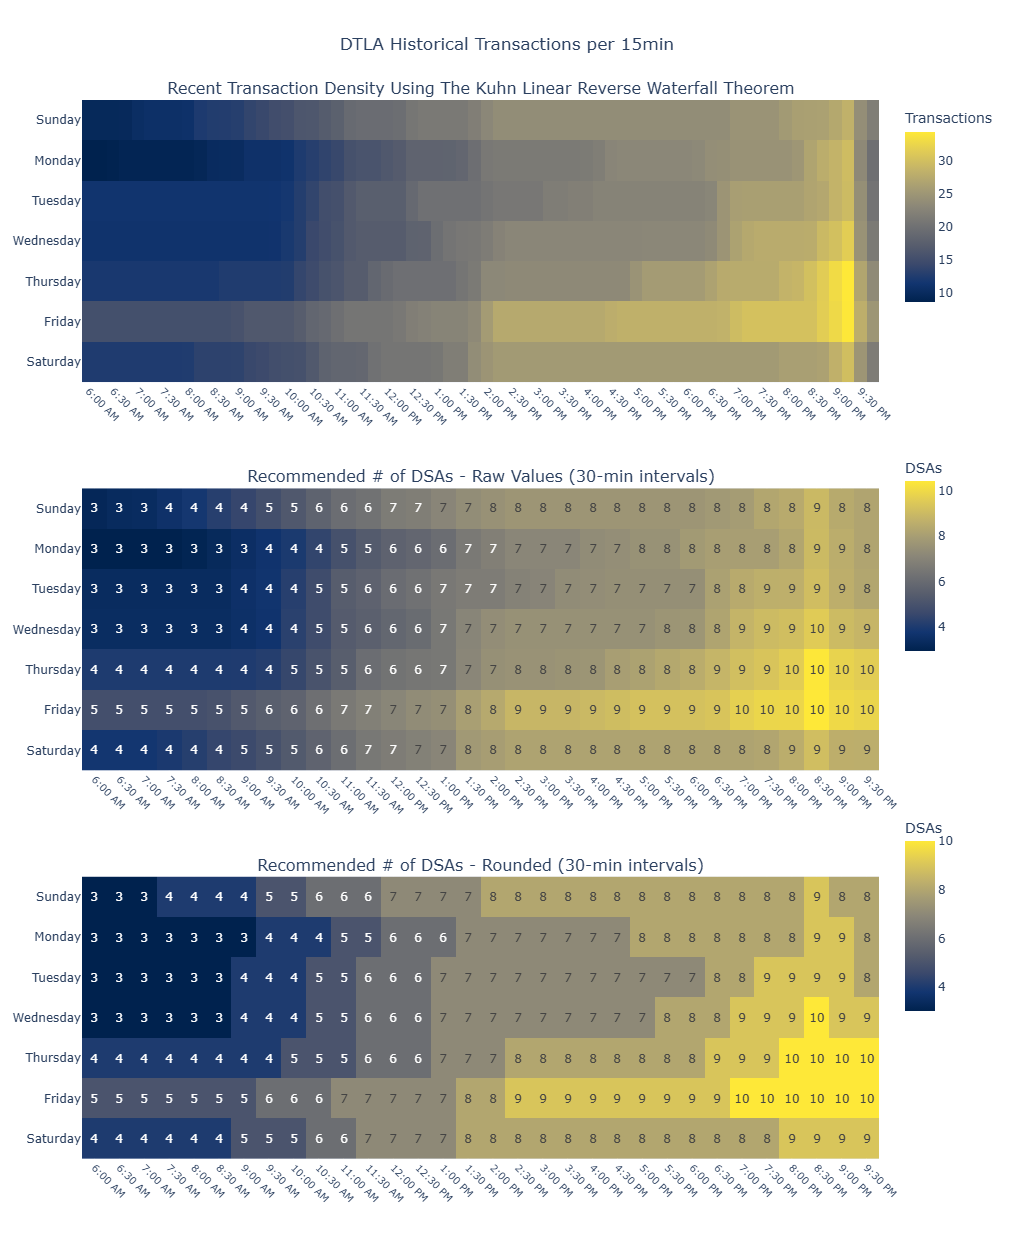 DTLA Historical Transactions per 15min
Recent Transaction Density Using The Kuhn Linear Reverse Waterfall Theorem
Transactions
Sunday
Monday
Tuesday
Wednesday
Thursday
Friday
Saturday
30
25
20
15
10
6:00 AM 6:30 AM 7:00 AM 7:30 AM 8:00 AM 8:30 AM 9:00 AM 9:30 AM 10:00 AM 10:30 AM 11:00 AM 11:30 AM 12:00 PM 12:30 PM 1:00 PM 1:30 PM 2:00 PM 2:30 PM 3:00 PM 3:30 PM 4:00 PM 4:30 PM 5:00 PM 5:30 PM 6:00 PM 6:30 PM 7:00 PM 7:30 PM 8:00 PM 8:30 PM 9:00 PM 9:30 PM
Recommended # of DSAs - Raw Values (30-min intervals)
DSAs
Sunday 3 3 3 4 4 4 4 5 5 6 6 6 7 7 7 7 8 8 8 8 8 8 8 8 8 8 8 8 8 9 8 8
Monday 3 3 3 3 3 3 3 4 4 4 5 5 6 6 6 7 7 7 7 7 7 7 8 8 8 8 8 8 8 9 9 8
Tuesday 3 3 3 3 3 3 4 4 4 5 5 6 6 6 7 7 7 7 7 7 7 7 7 7 7 8 8 9 9 9 9 8
Wednesday 3 3 3 3 3 3 4 4 4 5 5 6 6 6 7 7 7 7 7 7 7 7 7 8 8 8 9 9 9 10 9 9
Thursday 4 4 4 4 4 4 4 4 5 5 5 6 6 6 7 7 7 8 8 8 8 8 8 8 8 9 9 9 10 10 10 10
Friday 5 5 5 5 5 5 5 6 6 6 7 7 7 7 7 8 8 9 9 9 9 9 9 9 9 9 10 10 10 10 10 10
Saturday 4 4 4 4 4 4 5 5 5 6 6 7 7 7 7 8 8 8 8 8 8 8 8 8 8 8 8 8 9 9 9 9
10
8
6
4
6:00 AM 6:30 AM 7:00 AM 7:30 AM 8:00 AM 8:30 AM 9:00 AM 9:30 AM 10:00 AM 10:30 AM 11:00 AM 11:30 AM 12:00 PM 12:30 PM 1:00 PM 1:30 PM 2:00 PM 2:30 PM 3:00 PM 3:30 PM 4:00 PM 4:30 PM 5:00 PM 5:30 PM 6:00 PM 6:30 PM 7:00 PM 7:30 PM 8:00 PM 8:30 PM 9:00 PM 9:30 PM
DSAs
Recommended # of DSAs - Rounded (30-min intervals)
Sunday 3 3 3 4 4 4 4 5 5 6 6 6 7 7 7 7 8 8 8 8 8 8 8 8 8 8 8 8 8 9 8 8
Monday 3 3 3 3 3 3 3 4 4 4 5 5 6 6 6 7 7 7 7 7 7 7 8 8 8 8 8 8 8 9 9 8
Tuesday 3 3 3 3 3 3 4 4 4 5 5 6 6 6 7 7 7 7 7 7 7 7 7 7 7 8 8 9 9 9 9 8
Wednesday 3 3 3 3 3 3 4 4 4 5 5 6 6 6 7 7 7 7 7 7 7 7 7 8 8 8 9 9 9 10 9 9
Thursday 4 4 4 4 4 4 4 4 5 5 5 6 6 6 7 7 7 8 8 8 8 8 8 8 8 9 9 9 10 10 10 10
Friday 5 5 5 5 5 5 5 6 6 6 7 7 7 7 7 8 8 9 9 9 9 9 9 9 9 9 10 10 10 10 10 10
Saturday 4 4 4 4 4 4 5 5 5 6 6 7 7 7 7 8 8 8 8 8 8 8 8 8 8 8 8 8 9 9 9 9
10
8
6
4
6:00 AM 6:30 AM 7:00 AM 7:30 AM 8:00 AM 8:30 AM 9:00 AM 9:30 AM 10:00 AM 10:30 AM 11:00 AM 11:30 AM 12:00 PM 12:30 PM 1:00 PM 1:30 PM 2:00 PM 2:30 PM 3:00 PM 3:30 PM 4:00 PM 4:30 PM 5:00 PM 5:30 PM 6:00 PM 6:30 PM 7:00 PM 7:30 PM 8:00 PM 8:30 PM 9:00 PM 9:30 PM